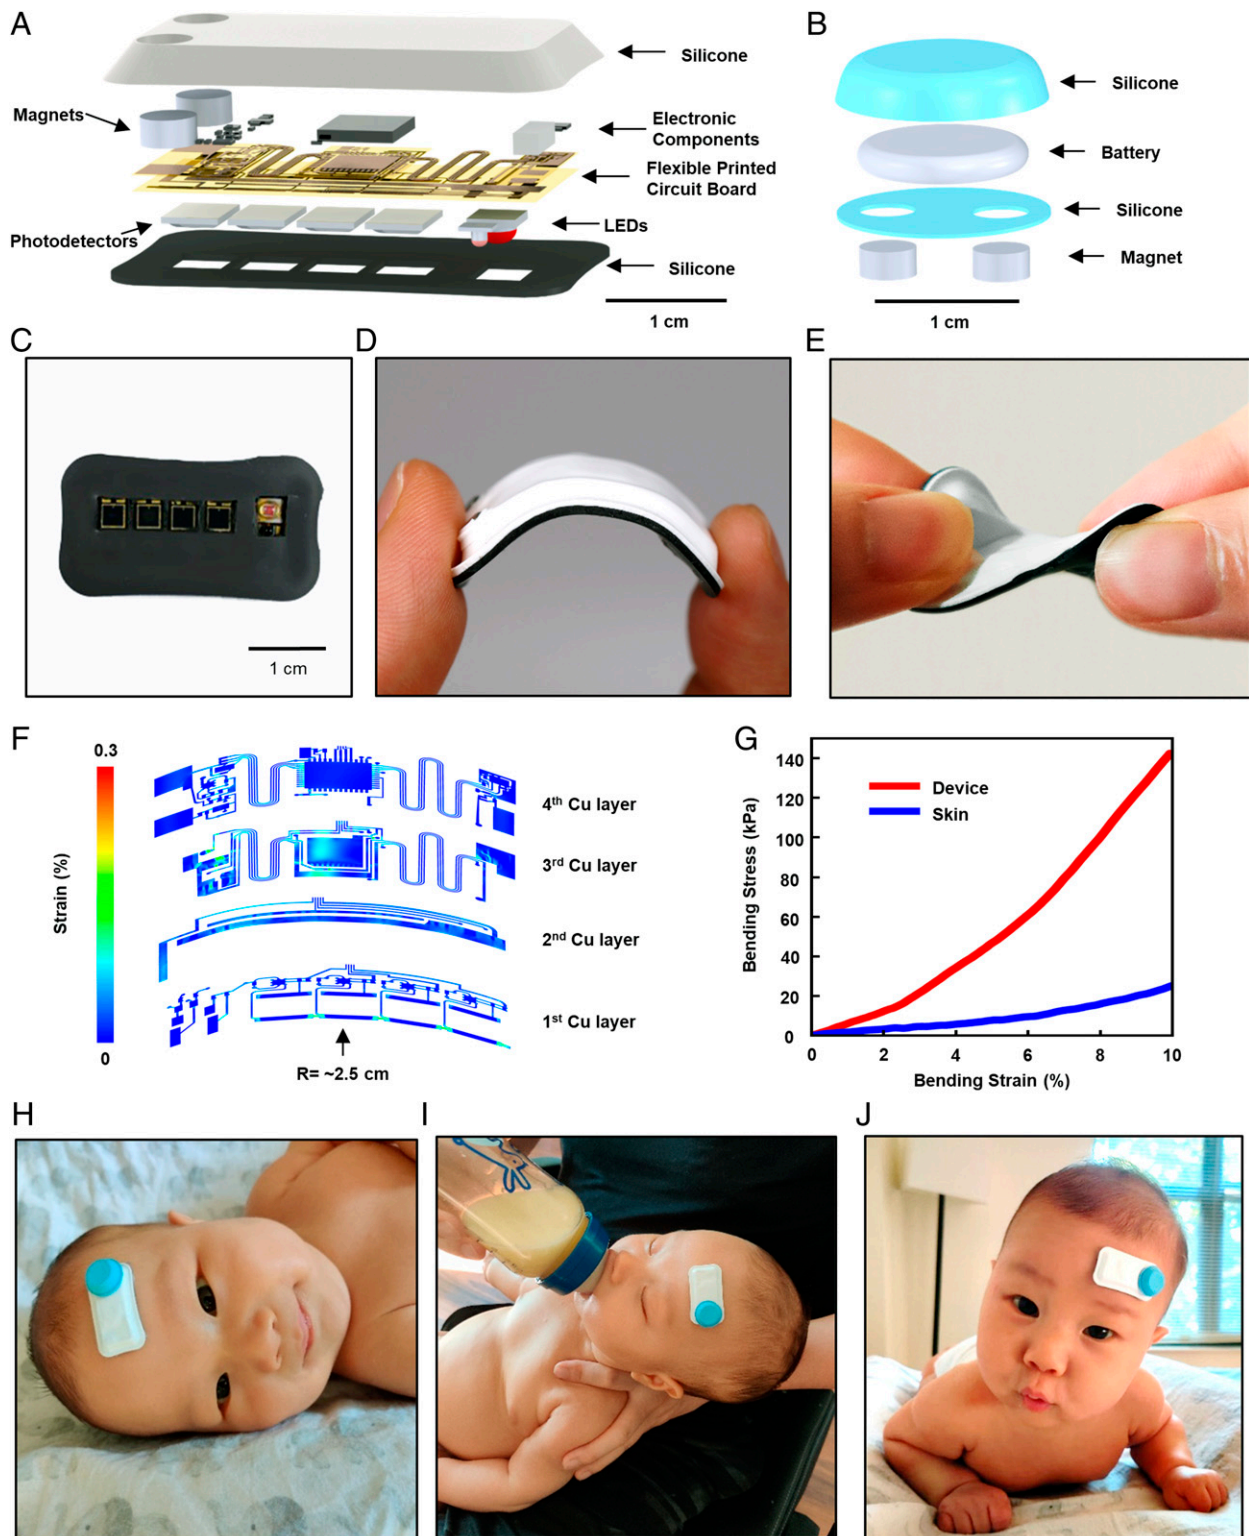 A
Silicone
Magnets
Electronic
Components
Flexible Printed
Circuit Board
Photodetectors
LEDs
Silicone
1 cm
B
Silicone
Battery
Silicone
Magnet
1 cm
C
1 cm
D
E
F
0.3
Strain (%)
0
4th Cu layer
3rd Cu layer
2nd Cu layer
1st Cu layer
R= ~2.5 cm
G
Bending Stress (kPa)
140
120
100
80
60
40
20
0
Device
Skin
0 2 4 6 8 10
Bending Strain (%)
H
I
J